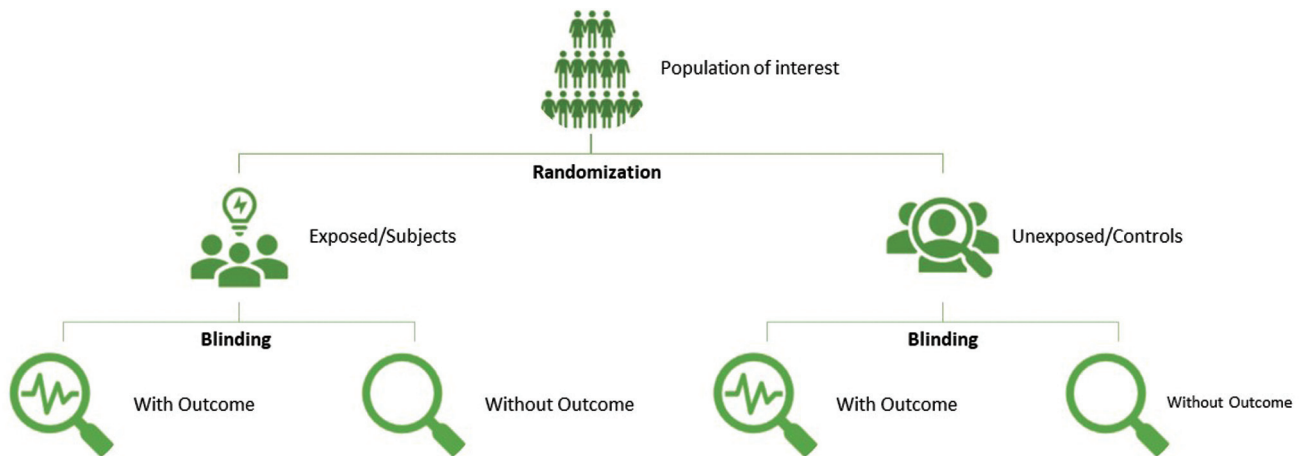 Population of interest
Randomization
Exposed/Subjects
Unexposed/Controls
Blinding
Blinding
With Outcome
Without Outcome
With Outcome
Without Outcome